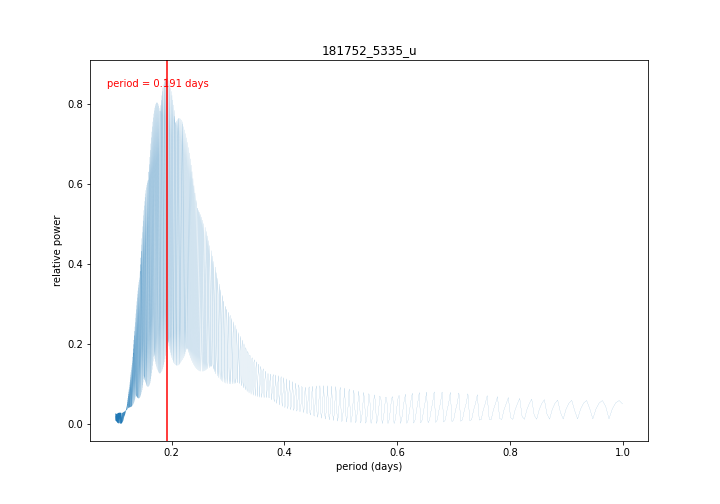 181752_5335_u
period = 0.191 days
relative power
0.8
0.6
0.4
0.2
0.0
0.2 0.4 0.6 0.8 1.0
period (days)